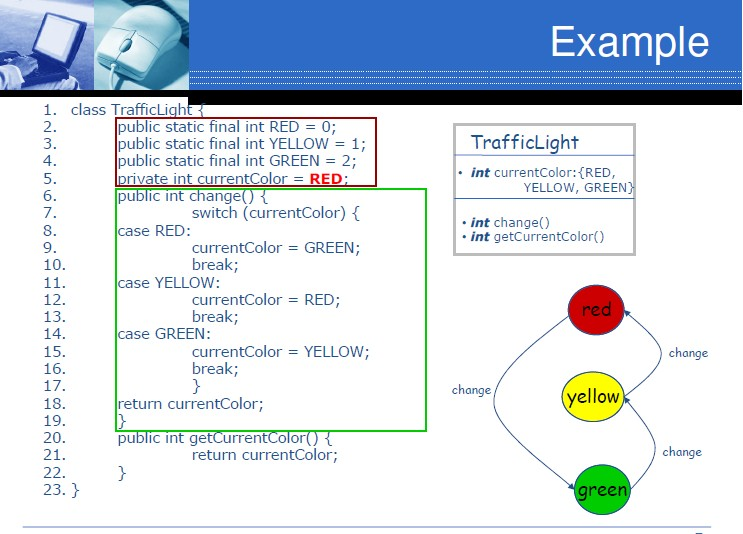 Example
1. class TrafficLight {
2. public static final int RED = 0;
3. public static final int YELLOW = 1;
4. public static final int GREEN = 2;
5. private int currentColor = RED;
6. public int change() {
7. switch (currentColor) {
8. case RED:
9. currentColor = GREEN;
10. break;
11. case YELLOW:
12. currentColor = RED;
13. break;
14. case GREEN:
15. currentColor = YELLOW;
16. break;
17. }
18. return currentColor;
19. }
20. public int getCurrentColor() {
21. return currentColor;
22. }
23. }
TrafficLight
• int currentColor:{RED,
YELLOW, GREEN}
• int change()
• int getCurrentColor()
red
change
yellow
change
change
green